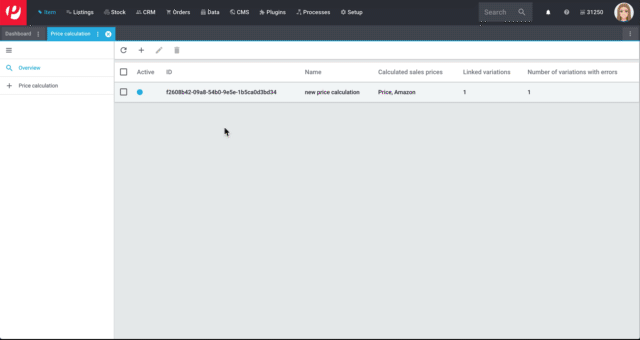 Item Listings Stock CRM Orders Data CMS Plugins Processes Setup Search 31250
Dashboard Price calculation
Overview
Price calculation
Active ID Name Calculated sales prices Linked variations Number of variations with errors
f2608b42-09a8-54b0-9e5e-1b5ca0d3bd34 new price calculation Price, Amazon 1 1